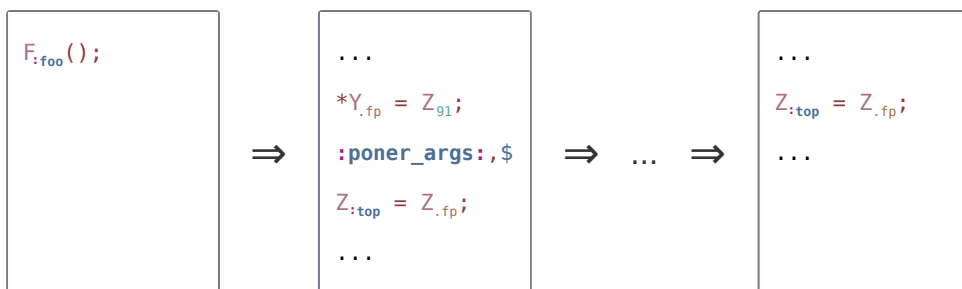 F:foo();
⇒
...
*Y.fp = Z91;
:poner_args:,$
Z:top = Z.fp;
...
⇒ ... ⇒
...
Z:top = Z.fp;
...